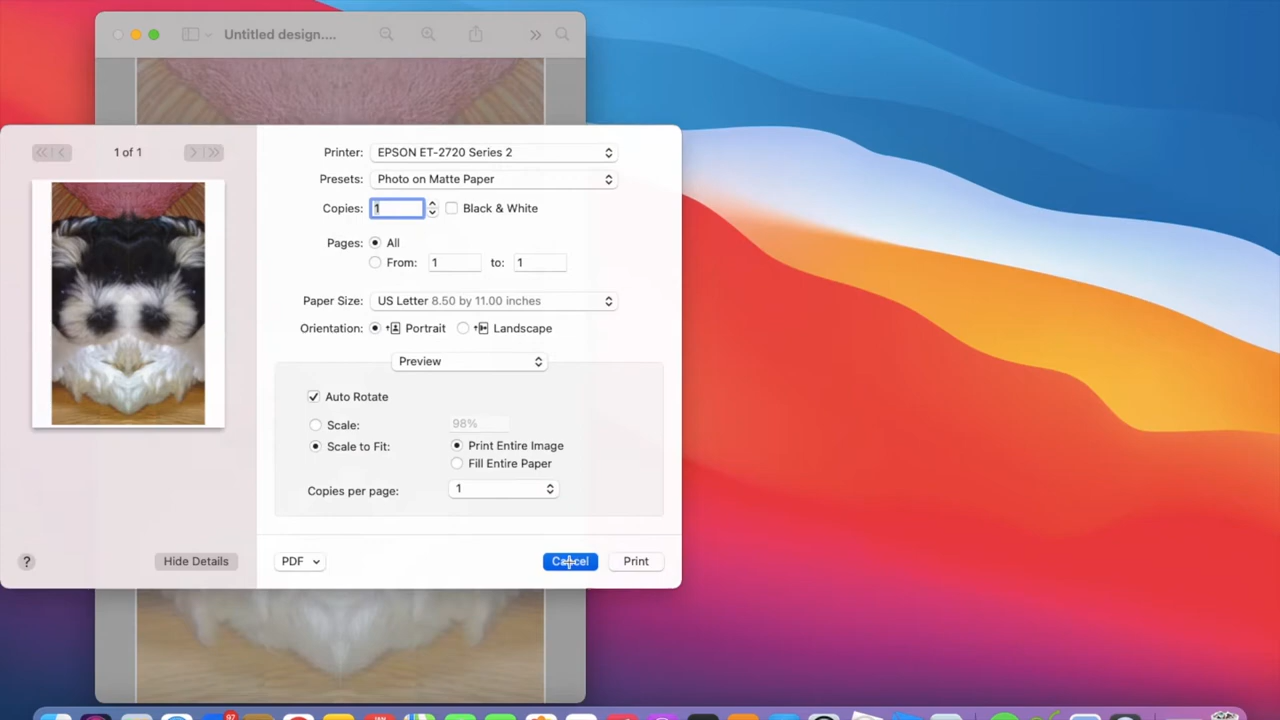 Untitled design....
1 of 1
Printer: EPSON ET-2720 Series 2
Presets: Photo on Matte Paper
Copies: 1 Black & White
Pages: All
From: 1 to: 1
Paper Size: US Letter 8.50 by 11.00 inches
Orientation: Portrait Landscape
Preview
Auto Rotate
Scale: 98%
Scale to Fit: Print Entire Image
Fill Entire Paper
Copies per page: 1
? Hide Details PDF Cancel Print
97 JAN